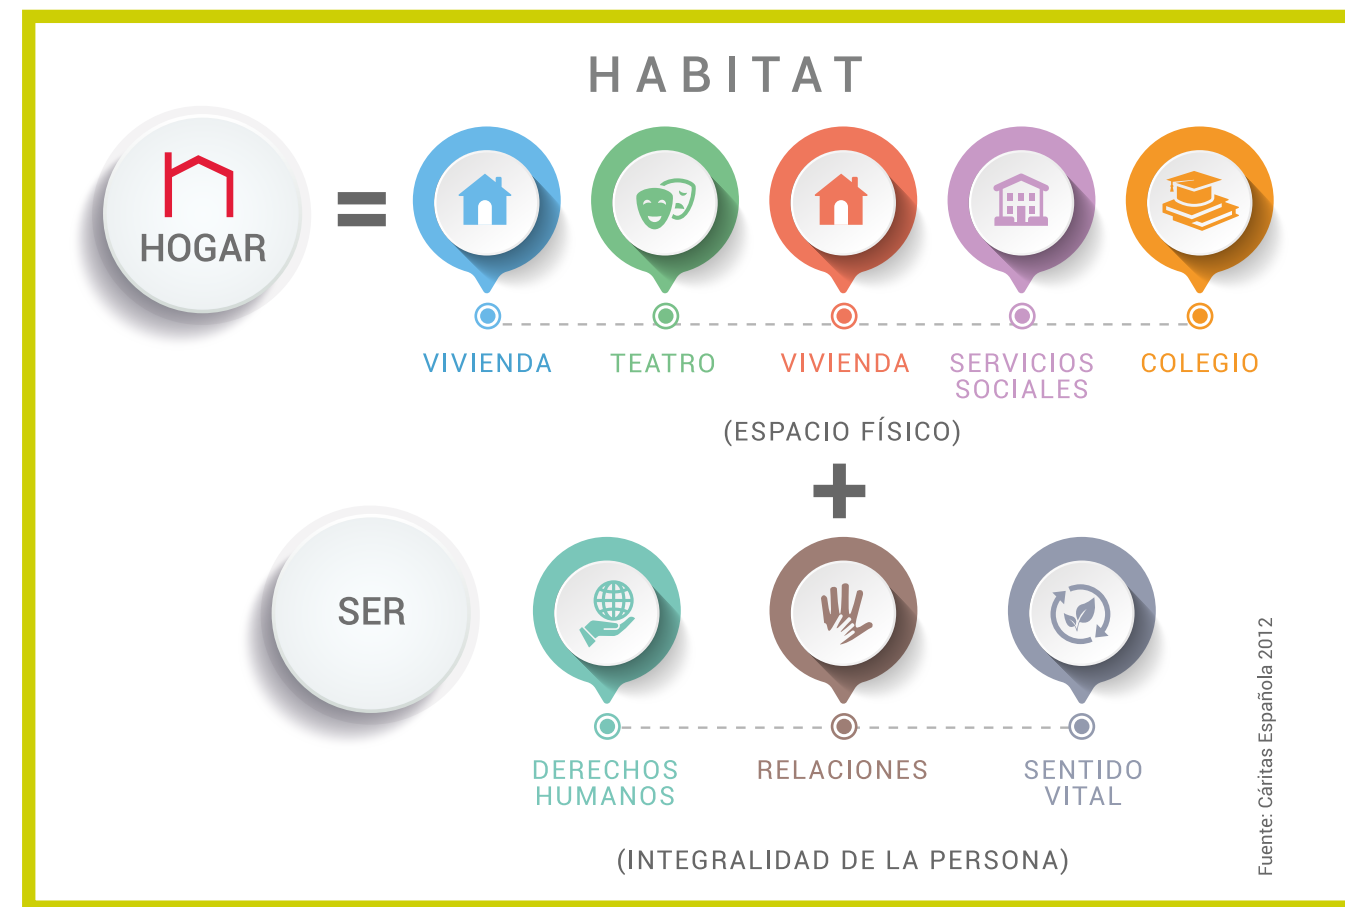 HABITAT
HOGAR
=
VIVIENDA
TEATRO
VIVIENDA
SERVICIOS
SOCIALES
COLEGIO
(ESPACIO FÍSICO)
+
SER
DERECHOS
HUMANOS
RELACIONES
SENTIDO
VITAL
(INTEGRALIDAD DE LA PERSONA)
Fuente: Cáritas Española 2012